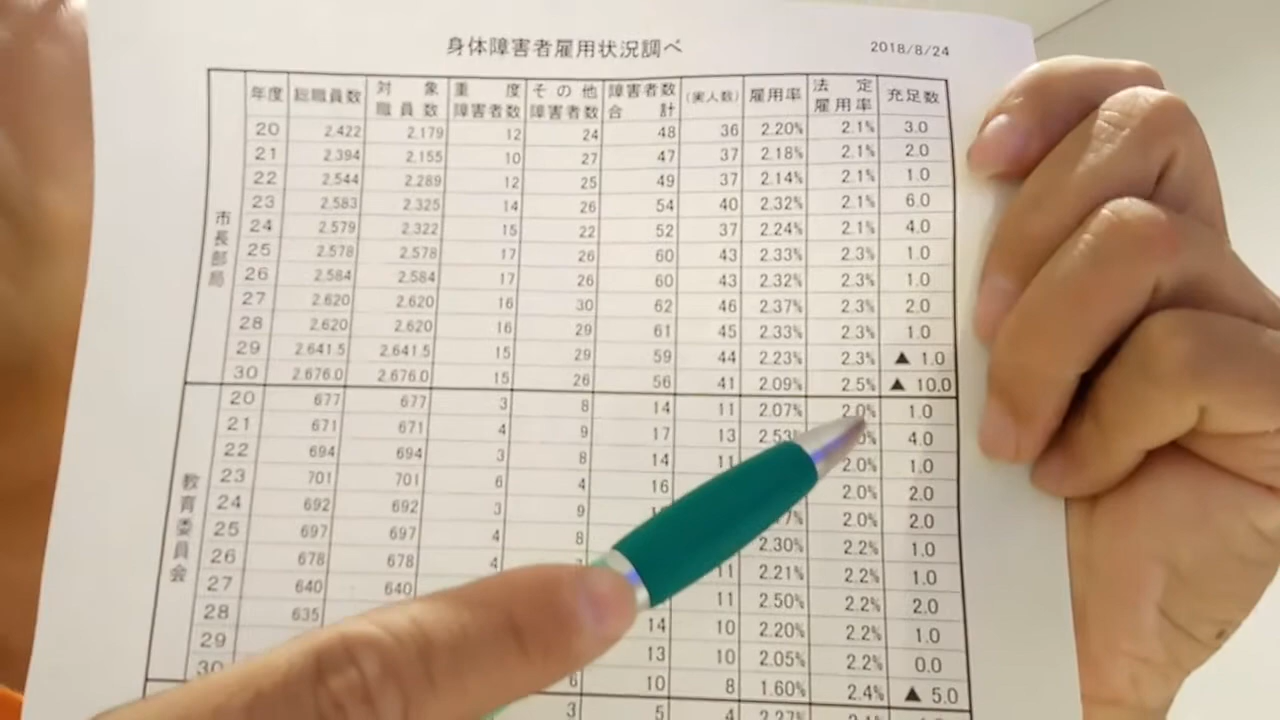 身体障害者雇用状況調べ 2018/8/24
年度 総職員数 対象職員数 重度障害者数 その他障害者数 障害者数合計 (実人数) 雇用率 法定雇用率 充足数
市長部局
20 2,422 2,179 12 24 48 36 2.20% 2.1% 3.0
21 2,394 2,155 10 27 47 37 2.18% 2.1% 2.0
22 2,544 2,289 12 25 49 37 2.14% 2.1% 1.0
23 2,583 2,325 14 26 54 40 2.32% 2.1% 6.0
24 2,579 2,322 15 22 52 37 2.24% 2.1% 4.0
25 2,578 2,578 17 26 60 43 2.33% 2.3% 1.0
26 2,584 2,584 17 26 60 43 2.32% 2.3% 1.0
27 2,620 2,620 16 30 62 46 2.37% 2.3% 2.0
28 2,620 2,620 16 29 61 45 2.33% 2.3% 1.0
29 2,641.5 2,641.5 15 29 59 44 2.23% 2.3% ▲ 1.0
30 2,676.0 2,676.0 15 26 56 41 2.09% 2.5% ▲ 10.0
教育委員会
20 677 677 3 8 14 11 2.07% 2.0% 1.0
21 671 671 4 9 17 13 2.53% 4.0
22 694 694 3 8 14 11 2.0% 1.0
23 701 701 6 4 16 2.0% 2.0
24 692 692 3 9 2.0% 2.0
25 697 697 4 8 2.30% 2.2% 1.0
26 678 678 4 11 2.21% 2.2% 1.0
27 640 640 11 2.50% 2.2% 2.0
28 635 14 10 2.20% 2.2% 1.0
29 13 10 2.05% 2.2% 0.0
30 6 10 8 1.60% 2.4% ▲ 5.0
3 5 4